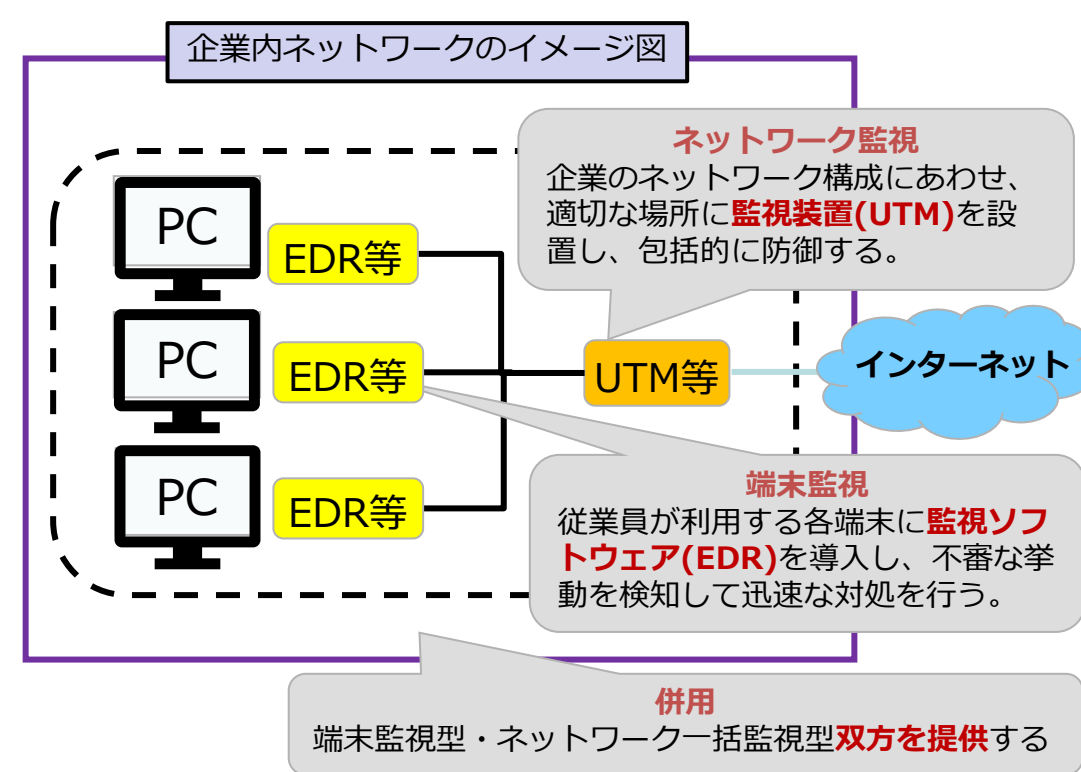 企業内ネットワークのイメージ図
ネットワーク監視
企業のネットワーク構成にあわせ、
適切な場所に監視装置(UTM)を設
置し、包括的に防御する。
PC
EDR等
PC
EDR等
UTM等
インターネット
PC
EDR等
端末監視
従業員が利用する各端末に監視ソフ
トウェア(EDR)を導入し、不審な挙
動を検知して迅速な対処を行う。
併用
端末監視型・ネットワーク一括監視型双方を提供する